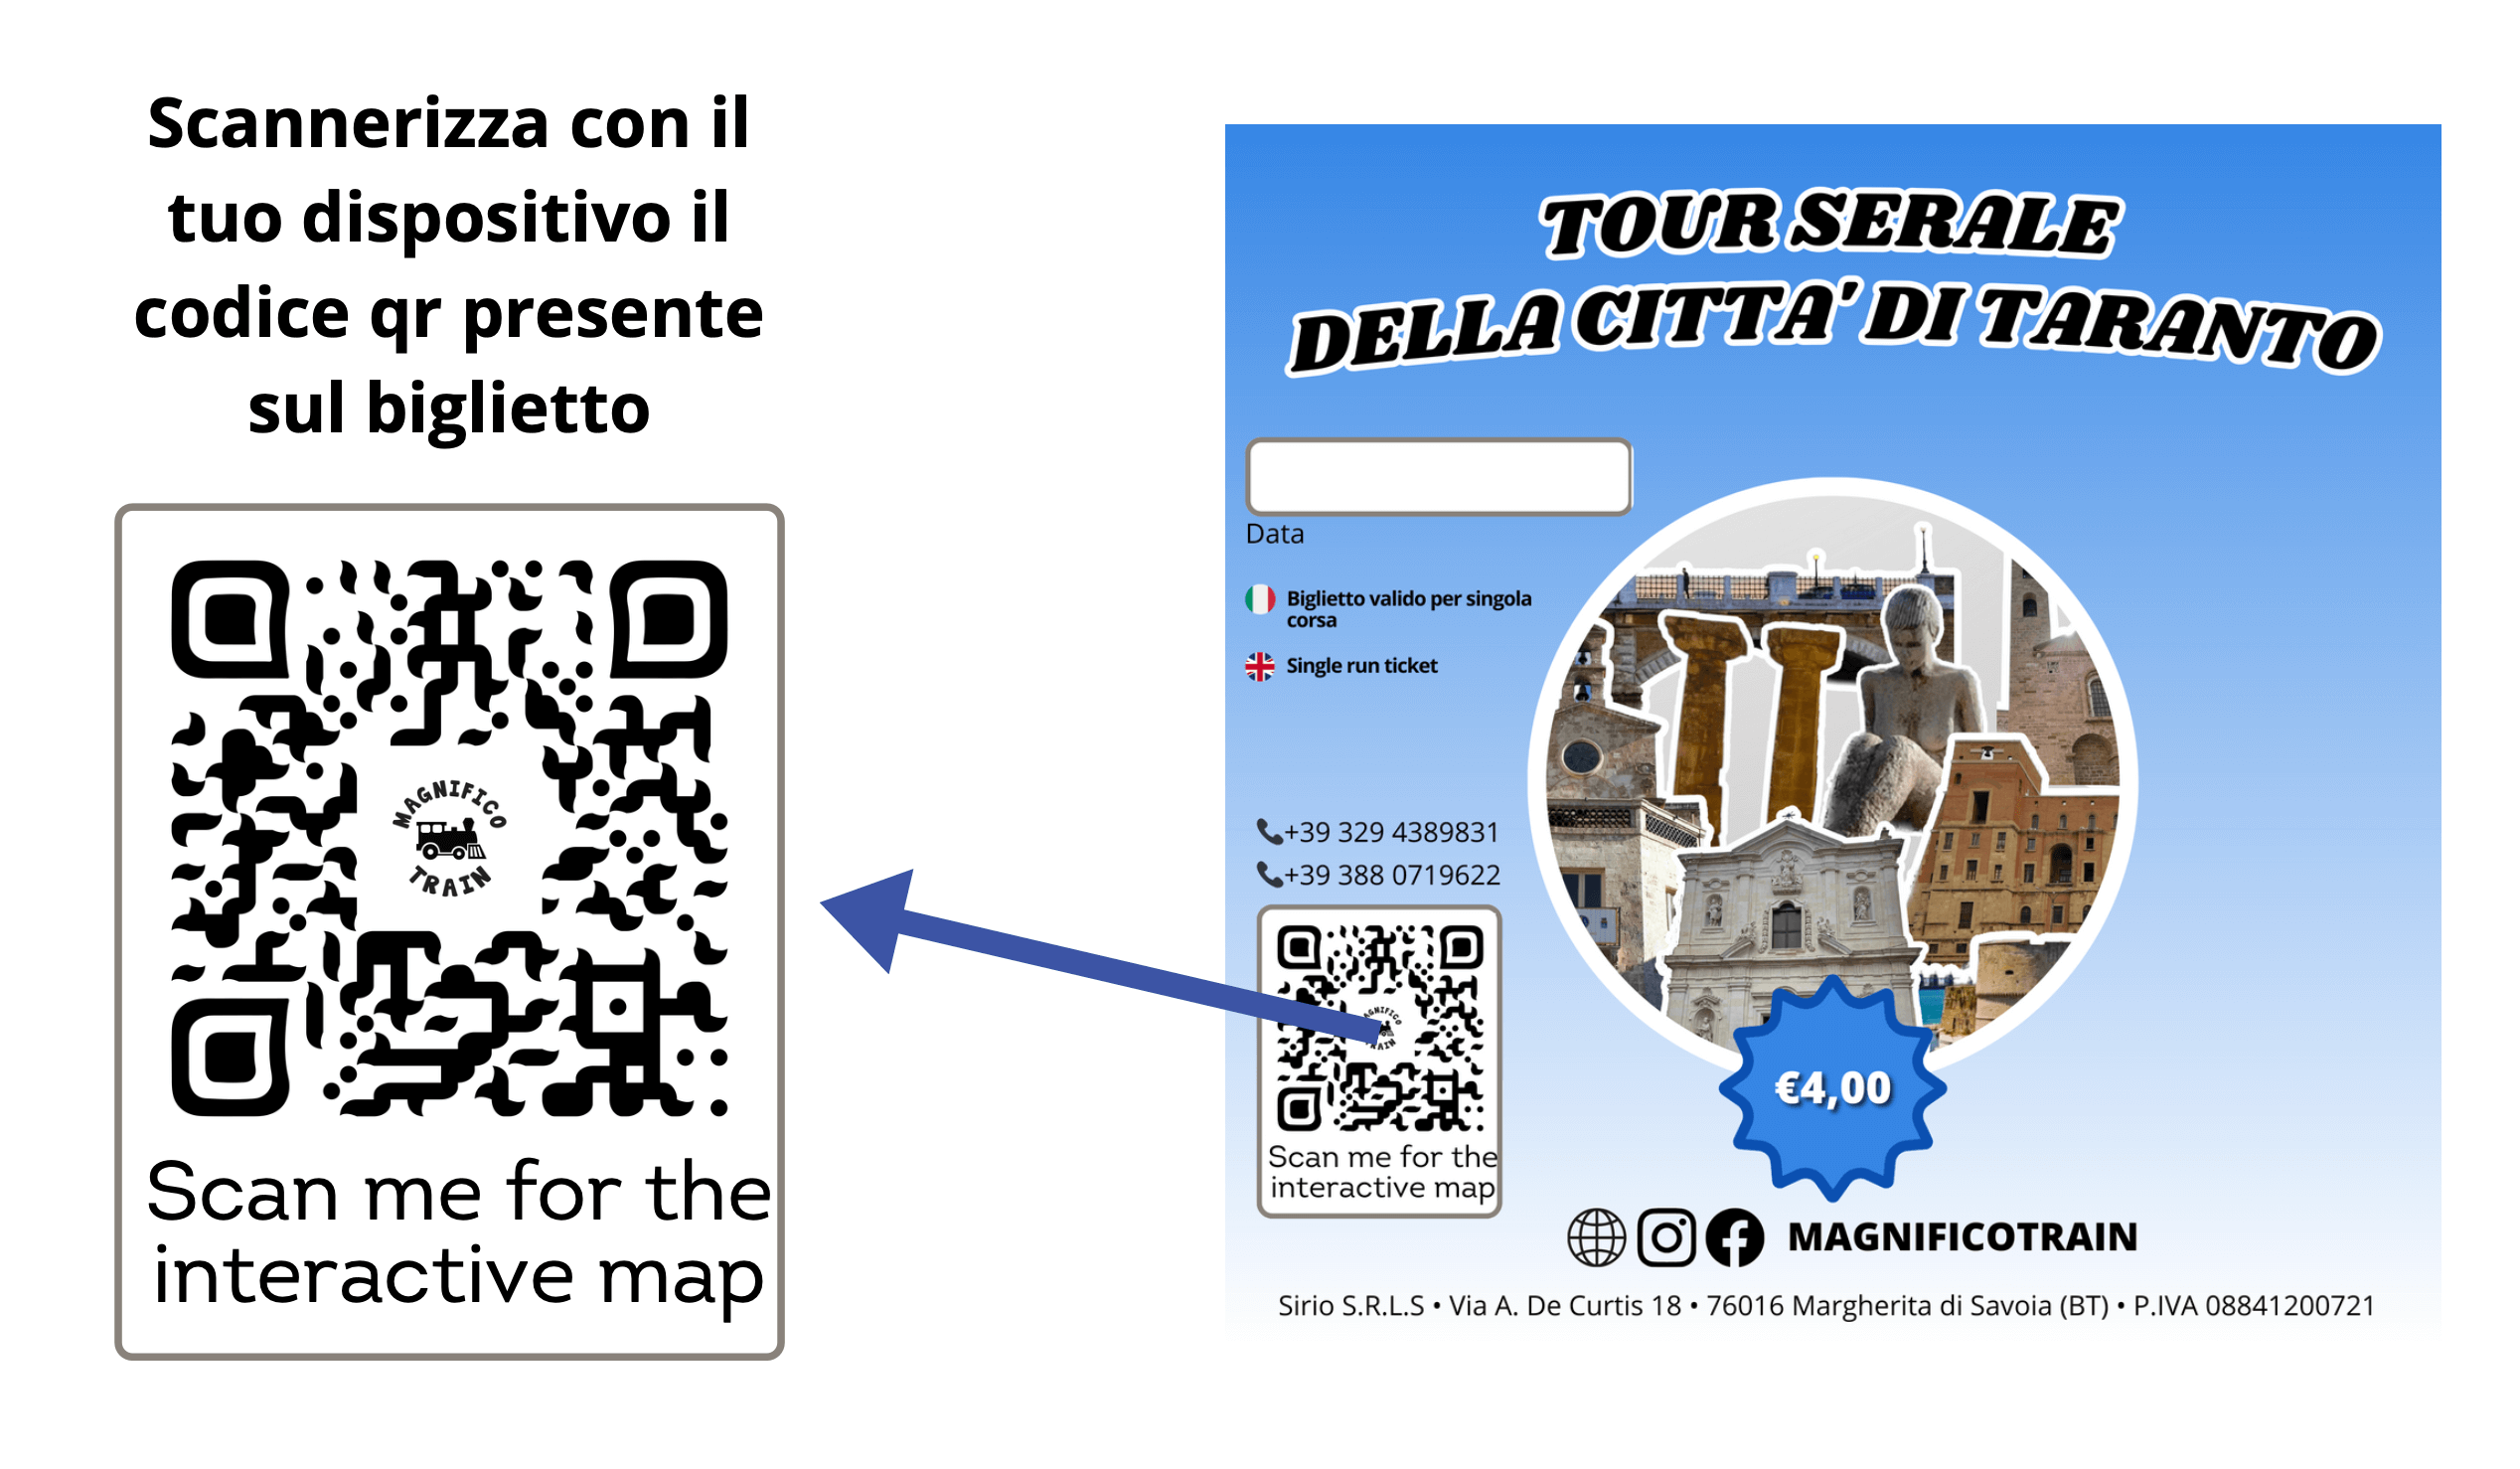 Scannerizza con il
tuo dispositivo il
codice qr presente
sul biglietto
MAGNIFICO
TRAIN
Scan me for the
interactive map
TOUR SERALE
DELLA CITTA' DI TARANTO
Data
Biglietto valido per singola
corsa
Single run ticket
+39 329 4389831
+39 388 0719622
Scan me for the
interactive map
€4,00
MAGNIFICOTRAIN
Sirio S.R.L.S • Via A. De Curtis 18 • 76016 Margherita di Savoia (BT) • P.IVA 08841200721